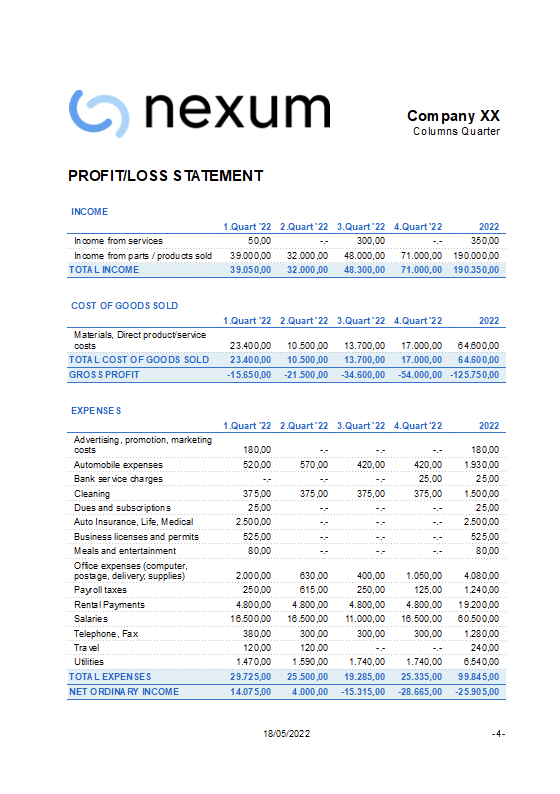 nexum
Company XX
Columns Quarter
PROFIT/LOSS STATEMENT
INCOME
1.Quart '22 2.Quart '22 3.Quart '22 4.Quart '22 2022
Income from services 50,00 -.- 300,00 -.- 350,00
Income from parts / products sold 39.000,00 32.000,00 48.000,00 71.000,00 190.000,00
TOTAL INCOME 39.050,00 32.000,00 48.300,00 71.000,00 190.350,00
COST OF GOODS SOLD
1.Quart '22 2.Quart '22 3.Quart '22 4.Quart '22 2022
Materials, Direct product/service
costs 23.400,00 10.500,00 13.700,00 17.000,00 64.600,00
TOTAL COST OF GOODS SOLD 23.400,00 10.500,00 13.700,00 17.000,00 64.600,00
GROSS PROFIT -15.650,00 -21.500,00 -34.600,00 -54.000,00 -125.750,00
EXPENSES
1.Quart '22 2.Quart '22 3.Quart '22 4.Quart '22 2022
Advertising, promotion, marketing
costs 180,00 -.- -.- -.- 180,00
Automobile expenses 520,00 570,00 420,00 420,00 1.930,00
Bank service charges -.- -.- -.- 25,00 25,00
Cleaning 375,00 375,00 375,00 375,00 1.500,00
Dues and subscriptions 25,00 -.- -.- -.- 25,00
Auto Insurance, Life, Medical 2.500,00 -.- -.- -.- 2.500,00
Business licenses and permits 525,00 -.- -.- -.- 525,00
Meals and entertainment 80,00 -.- -.- -.- 80,00
Office expenses (computer,
postage, delivery, supplies) 2.000,00 630,00 400,00 1.050,00 4.080,00
Payroll taxes 250,00 615,00 250,00 125,00 1.240,00
Rental Payments 4.800,00 4.800,00 4.800,00 4.800,00 19.200,00
Salaries 16.500,00 16.500,00 11.000,00 16.500,00 60.500,00
Telephone, Fax 380,00 300,00 300,00 300,00 1.280,00
Travel 120,00 120,00 -.- -.- 240,00
Utilities 1.470,00 1.590,00 1.740,00 1.740,00 6.540,00
TOTAL EXPENSES 29.725,00 25.500,00 19.285,00 25.335,00 99.845,00
NET ORDINARY INCOME 14.075,00 4.000,00 -15.315,00 -28.665,00 -25.905,00
18/05/2022 -4-